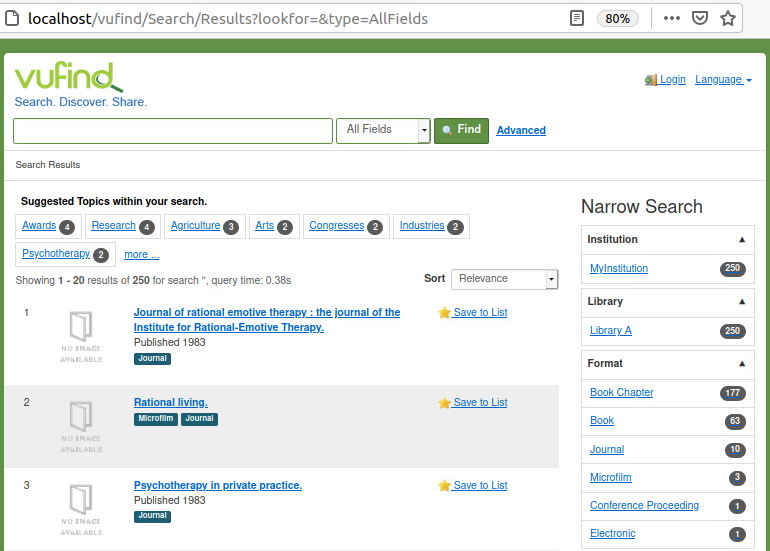 localhost/vufind/Search/Results?lookfor=&type=AllFields
80%
vufind
Search. Discover. Share.
Login
Language
All Fields
Find
Advanced
Search Results
Suggested Topics within your search.
Awards 4
Research 4
Agriculture 3
Arts 2
Congresses 2
Industries 2
Psychotherapy 2
more ...
Showing 1 - 20 results of 250 for search '', query time: 0.38s
Sort
Relevance
1
NO IMAGE
AVAILABLE
Journal of rational emotive therapy : the journal of the
Institute for Rational-Emotive Therapy.
Published 1983
Journal
Save to List
2
NO IMAGE
AVAILABLE
Rational living.
Microfilm Journal
Save to List
3
NO IMAGE
AVAILABLE
Psychotherapy in private practice.
Published 1983
Journal
Save to List
Narrow Search
Institution
MyInstitution 250
Library
Library A 250
Format
Book Chapter 177
Book 63
Journal 10
Microfilm 3
Conference Proceeding 1
Electronic 1